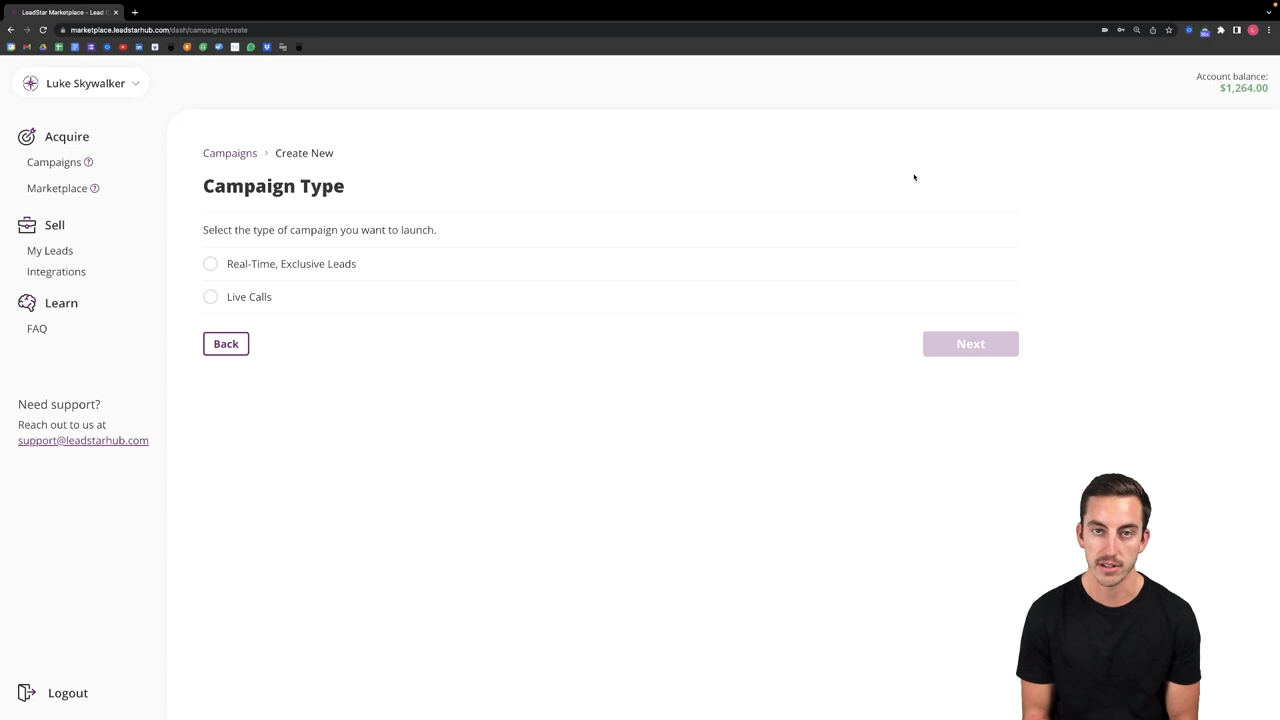 LeadStar Marketplace - Lead
marketplace.leadstarhub.com/dash/campaigns/create
Luke Skywalker
Account balance:
$1,264.00
Acquire
Campaigns
Marketplace
Sell
My Leads
Integrations
Learn
FAQ
Need support?
Reach out to us at
support@leadstarhub.com
Logout
Campaigns > Create New
Campaign Type
Select the type of campaign you want to launch.
Real-Time, Exclusive Leads
Live Calls
Back
Next